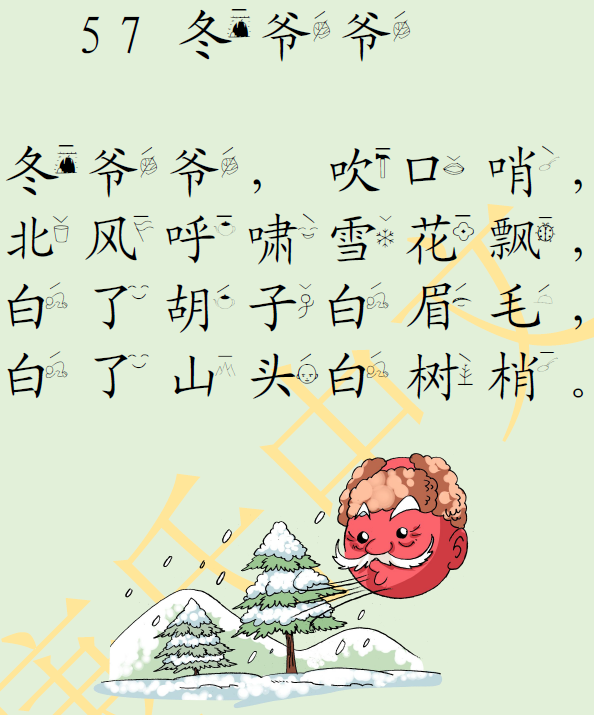 57 冬爷爷
冬爷爷， 吹口哨，
北风呼啸雪花飘，
白了胡子白眉毛，
白了山头白树梢。